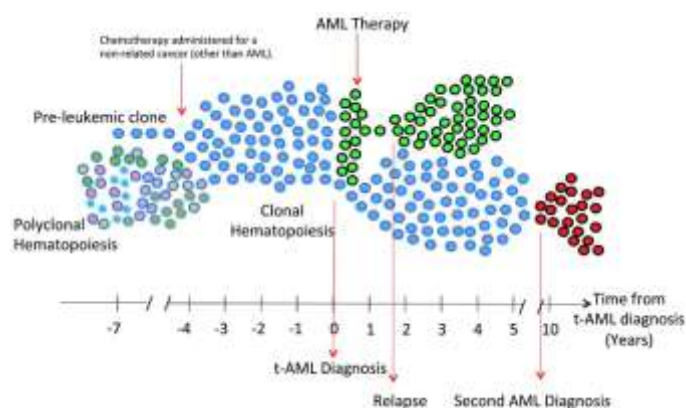 AML Therapy
Chemotherapy administered for a
non-related cancer (other than AML).
Pre-leukemic clone
Polyclonal
Hematopoiesis
Clonal
Hematopoiesis
-7 -4 -3 -2 -1 0 1 2 3 4 5 10
Time from
t-AML diagnosis
(Years)
t-AML Diagnosis
Relapse
Second AML Diagnosis